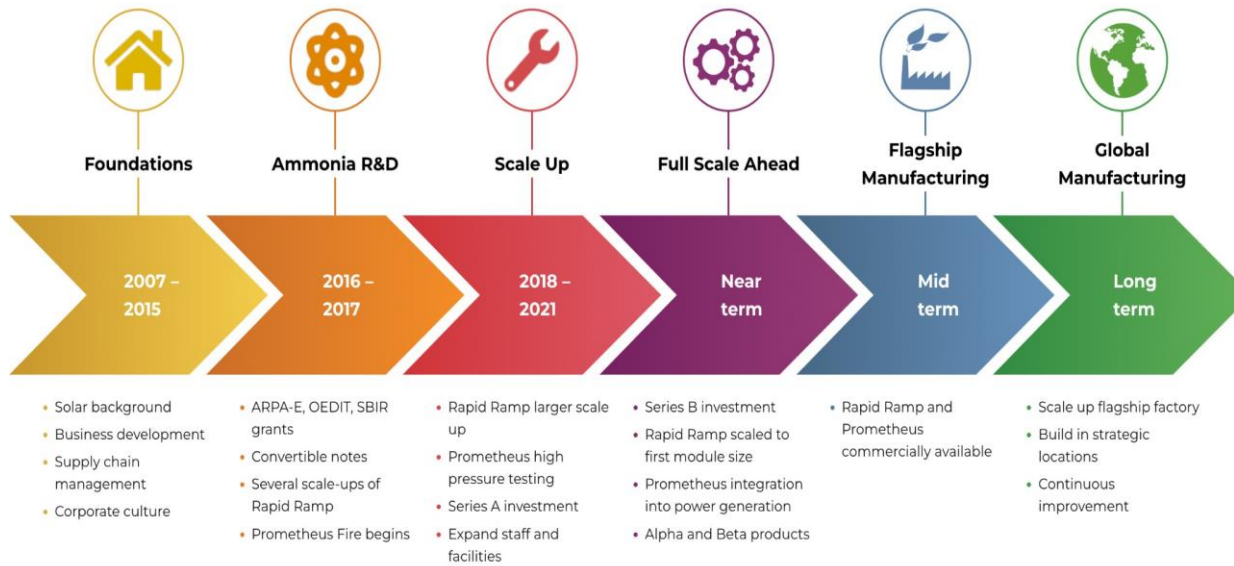 Foundations
Ammonia R&D
Scale Up
Full Scale Ahead
Flagship
Manufacturing
Global
Manufacturing
2007 –
2015
2016 –
2017
2018 –
2021
Near
term
Mid
term
Long
term
• Solar background
• Business development
• Supply chain
management
• Corporate culture
• ARPA-E, OEDIT, SBIR
grants
• Convertible notes
• Several scale-ups of
Rapid Ramp
• Prometheus Fire begins
• Rapid Ramp larger scale
up
• Prometheus high
pressure testing
• Series A investment
• Expand staff and
facilities
• Series B investment
• Rapid Ramp scaled to
first module size
• Prometheus integration
into power generation
• Alpha and Beta products
• Rapid Ramp and
Prometheus
commercially available
• Scale up flagship factory
• Build in strategic
locations
• Continuous
improvement